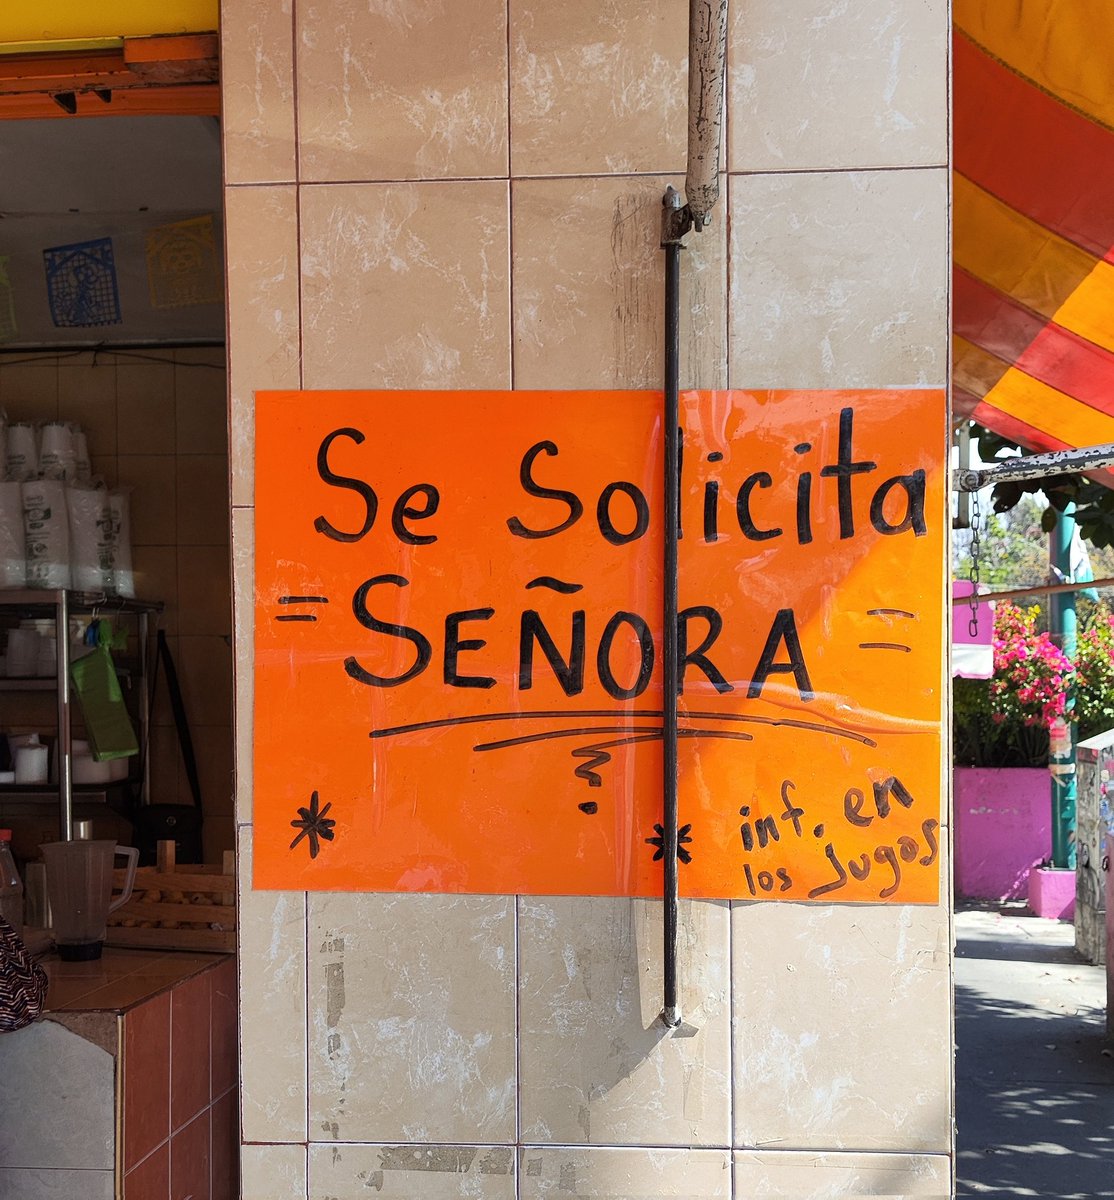 Se Solicita
= SEÑORA =
* * inf. en
los Jugos